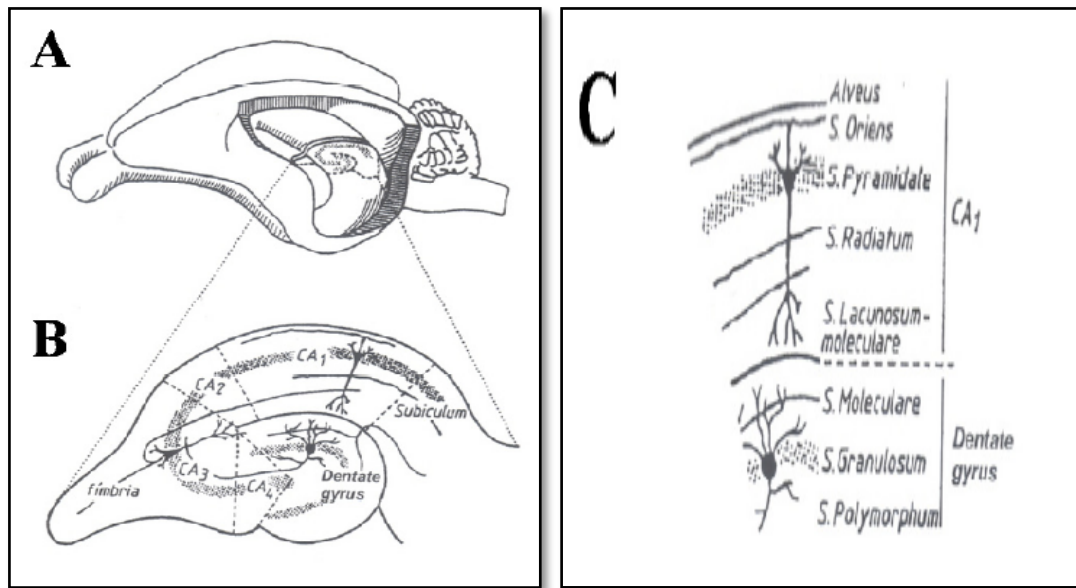 A
B
CA1
CA2
Subiculum
CA3
fimbria
CA4
Dentate
gyrus
C
Alveus
S. Oriens
S. Pyramidale
CA1
S. Radiatum
S. Lacunosum-
moleculare
S. Moleculare
Dentate
gyrus
S. Granulosum
S. Polymorphum